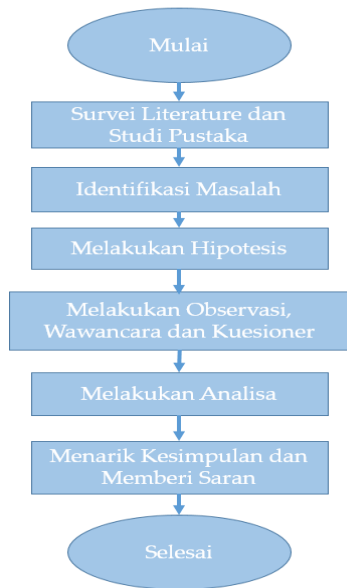 Mulai
Survei Literature dan
Studi Pustaka
Identifikasi Masalah
Melakukan Hipotesis
Melakukan Observasi,
Wawancara dan Kuesioner
Melakukan Analisa
Menarik Kesimpulan dan
Memberi Saran
Selesai